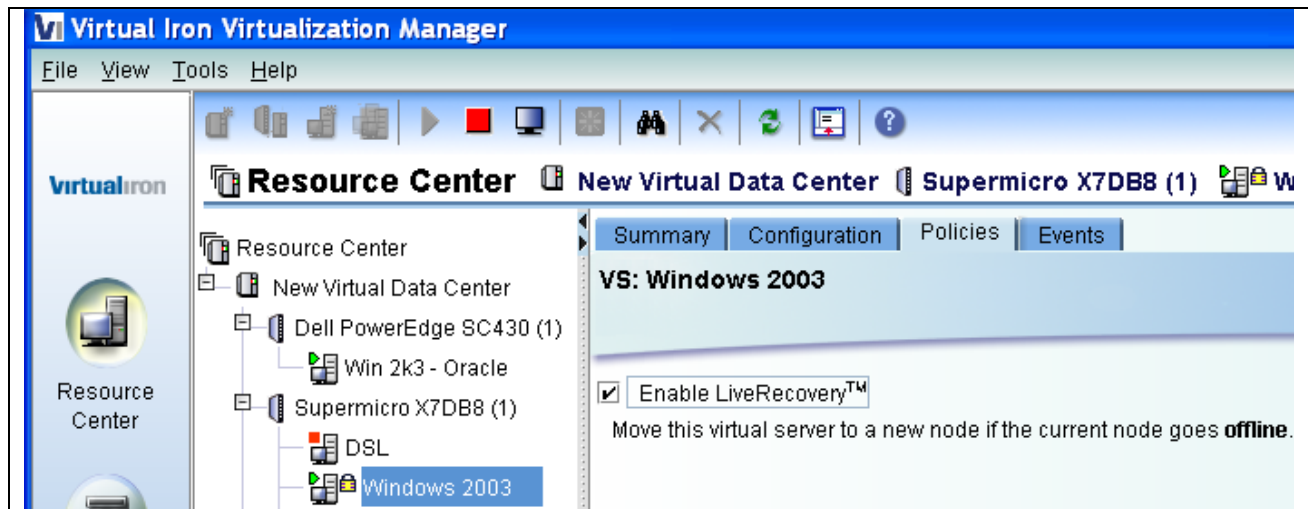 VI Virtual Iron Virtualization Manager
File View Tools Help
Virtualiron
Resource Center New Virtual Data Center Supermicro X7DB8 (1) W
Summary Configuration Policies Events
VS: Windows 2003
Resource Center
New Virtual Data Center
Dell PowerEdge SC430 (1)
Win 2k3 - Oracle
Supermicro X7DB8 (1)
DSL
Windows 2003
Enable LiveRecovery™
Move this virtual server to a new node if the current node goes offline.
Resource
Center